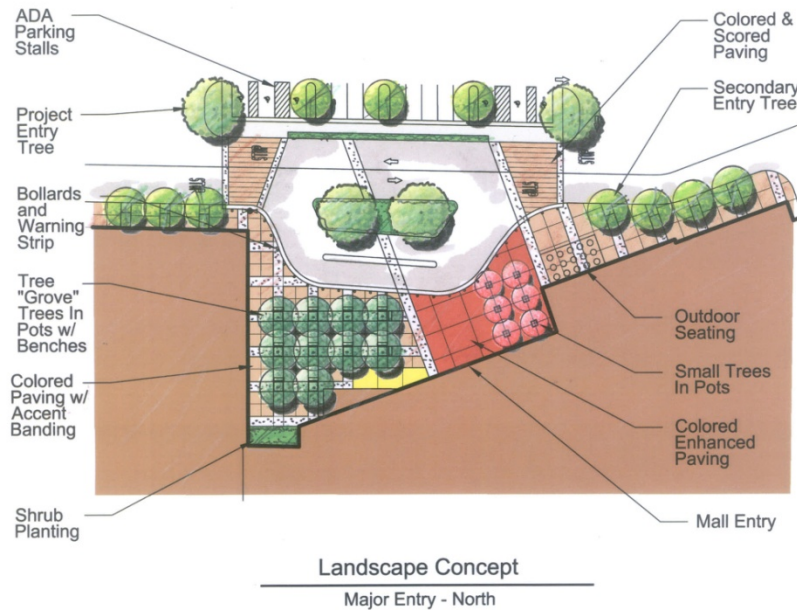 ADA
Parking
Stalls
Project
Entry
Tree
Bollards
and
Warning
Strip
Tree
"Grove"
Trees In
Pots w/
Benches
Colored
Paving w/
Accent
Banding
Shrub
Planting
Colored &
Scored
Paving
Secondary
Entry Tree
Outdoor
Seating
Small Trees
In Pots
Colored
Enhanced
Paving
Mall Entry
Landscape Concept
Major Entry - North